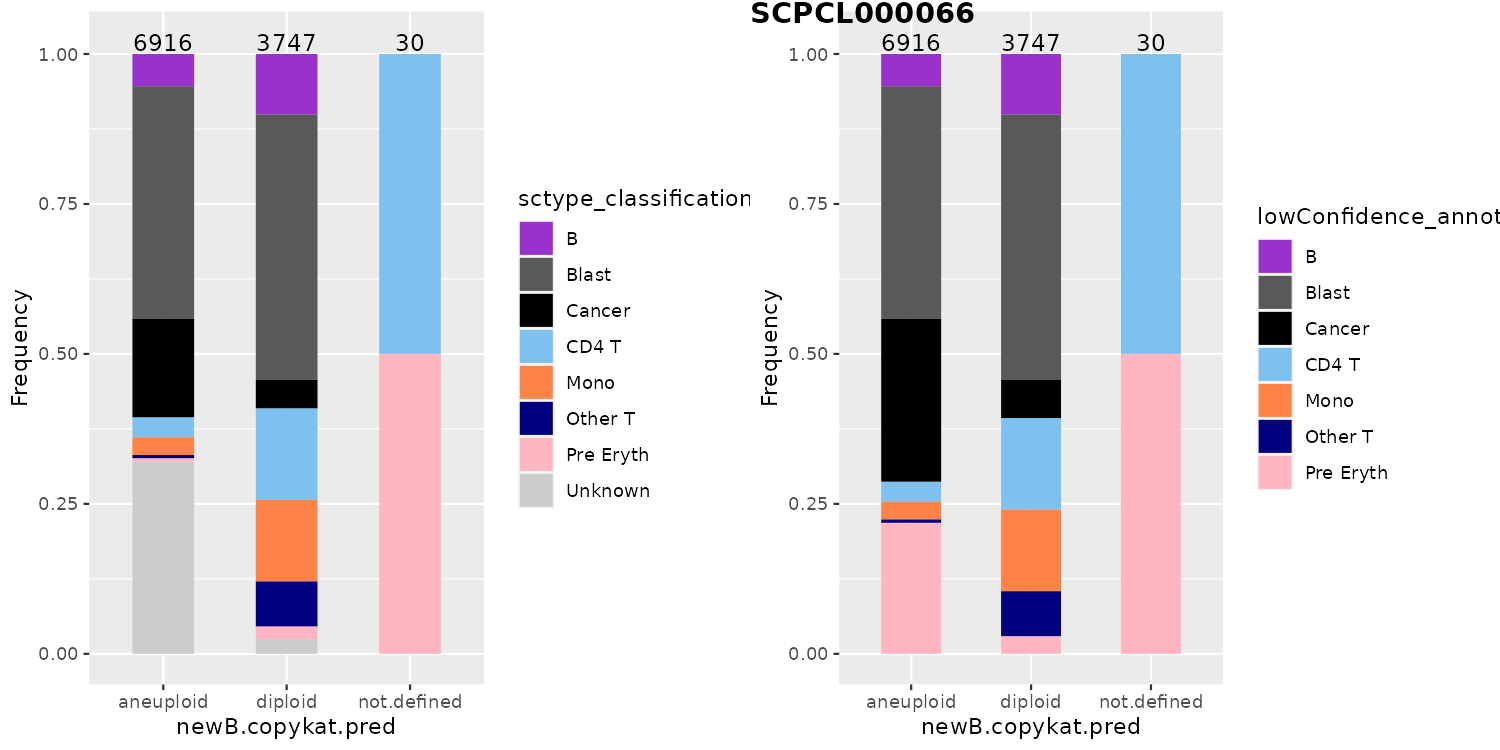 SCPCL000066
6916 3747 30
1.00
0.75
0.50
0.25
0.00
Frequency
aneuploid diploid not.defined
newB.copykat.pred
sctype_classification
B
Blast
Cancer
CD4 T
Mono
Other T
Pre Eryth
Unknown
6916 3747 30
1.00
0.75
0.50
0.25
0.00
Frequency
aneuploid diploid not.defined
newB.copykat.pred
lowConfidence_annot
B
Blast
Cancer
CD4 T
Mono
Other T
Pre Eryth